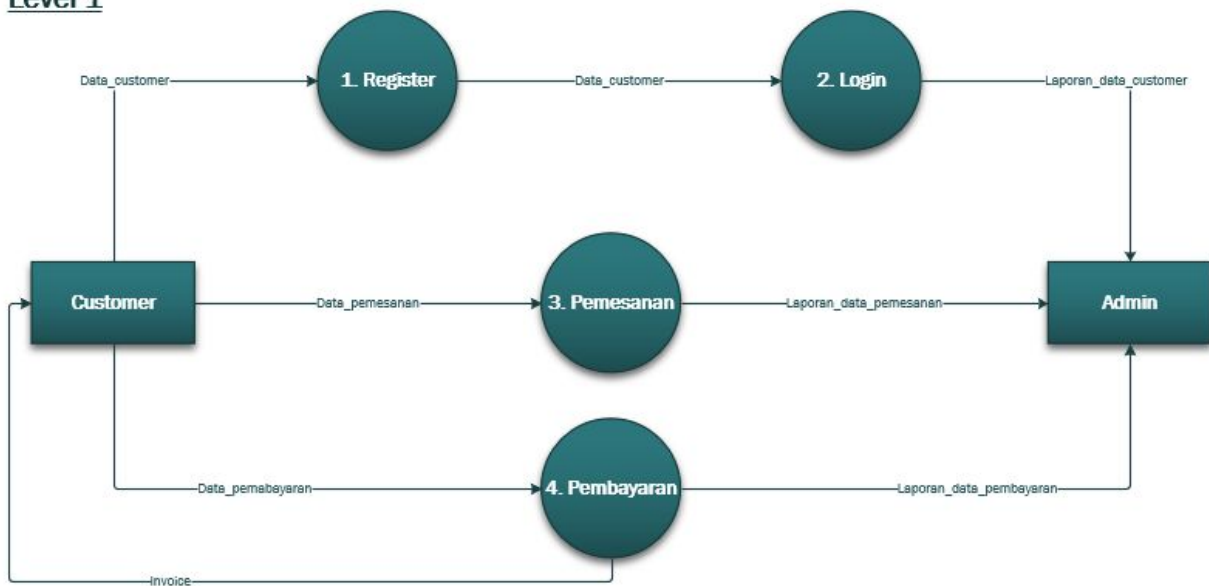 Level 1
Data_customer
1. Register
Data_customer
2. Login
Laporan_data_customer
Customer
Data_pemesanan
3. Pemesanan
Laporan_data_pemesanan
Admin
Data_pemabayaran
4. Pembayaran
Laporan_data_pembayaran
Invoice